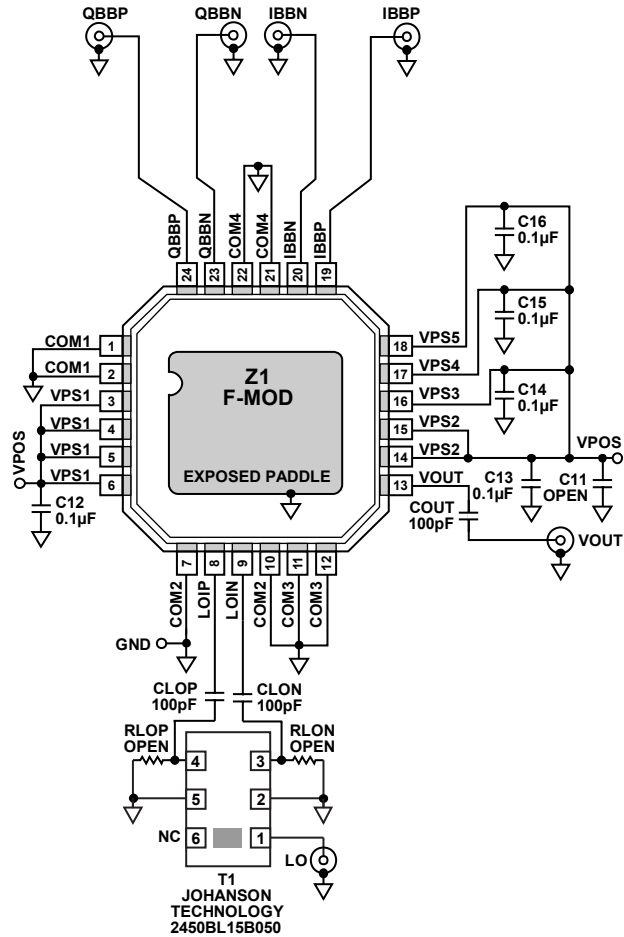 QBBP
QBBN
IBBN
IBBP
QBBP
QBBN
COM4
COM4
IBBN
IBBP
24
23
22
21
20
19
C16
0.1µF
C15
0.1µF
C14
0.1µF
COM1
1
COM1
2
VPS1
3
VPS1
4
VPS1
5
VPS1
6
VPOS
C12
0.1µF
Z1
F-MOD
EXPOSED PADDLE
18
VPS5
17
VPS4
16
VPS3
15
VPS2
14
VPS2
13
VOUT
VPOS
C13
0.1µF
C11
OPEN
COUT
100pF
VOUT
7
8
9
10
11
12
COM2
LOIP
LOIN
COM2
COM3
COM3
GND
CLOP
100pF
CLON
100pF
RLOP
OPEN
RLON
OPEN
4
3
5
2
NC
6
1
LO
T1
JOHANSON
TECHNOLOGY
2450BL15B050